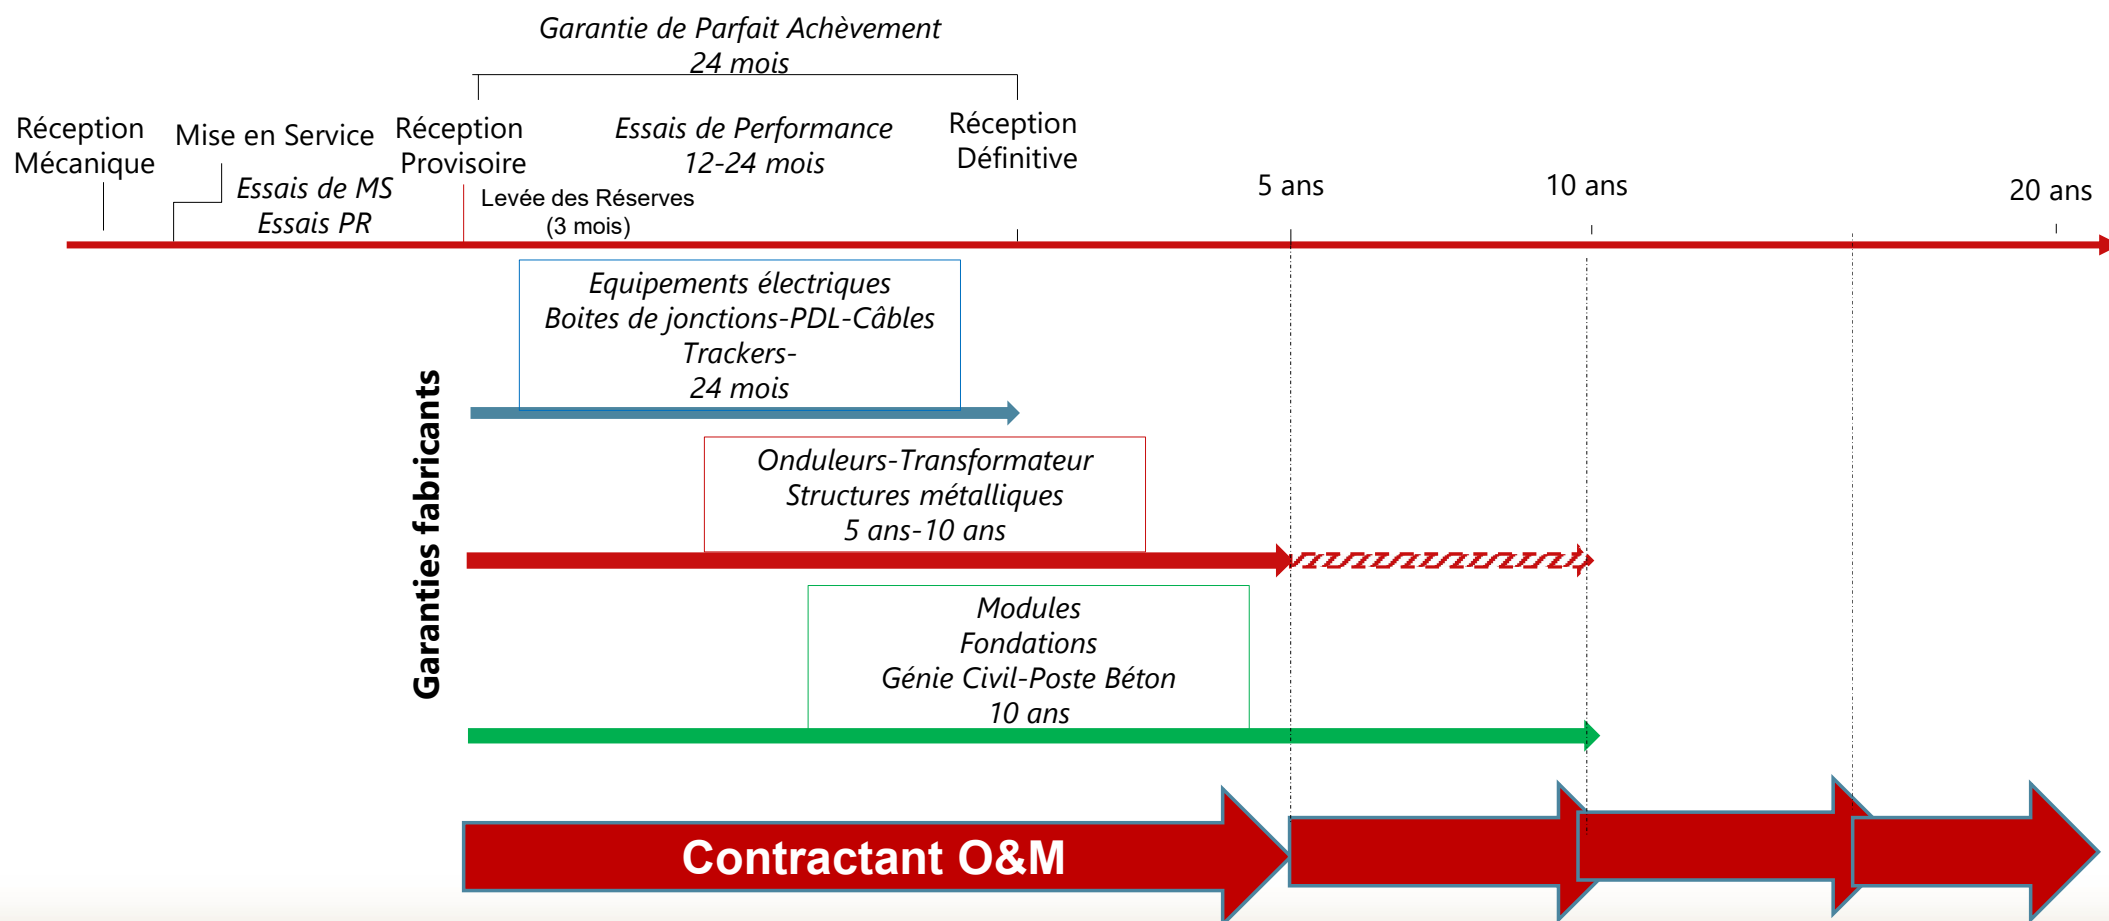 Garantie de Parfait Achèvement
24 mois
Réception
Mécanique
Mise en Service
Essais de MS
Essais PR
Réception
Provisoire
Essais de Performance
12-24 mois
Levée des Réserves
(3 mois)
Réception
Définitive
5 ans
10 ans
20 ans
Garanties fabricants
Equipements électriques
Boites de jonctions-PDL-Câbles
Trackers-
24 mois
Onduleurs-Transformateur
Structures métalliques
5 ans-10 ans
Modules
Fondations
Génie Civil-Poste Béton
10 ans
Contractant O&M